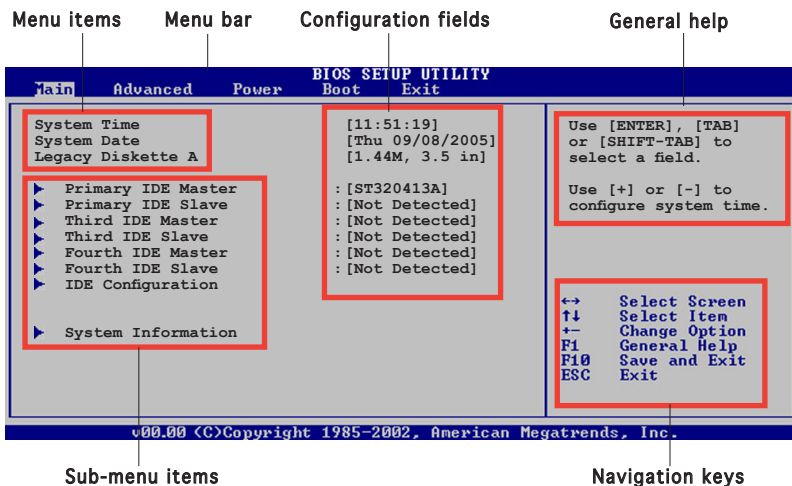 Menu items Menu bar Configuration fields General help
BIOS SETUP UTILITY
Main Advanced Power Boot Exit
System Time [11:51:19]
System Date [Thu 09/08/2005]
Legacy Diskette A [1.44M, 3.5 in]
Primary IDE Master :[ST320413A]
Primary IDE Slave :[Not Detected]
Third IDE Master :[Not Detected]
Third IDE Slave :[Not Detected]
Fourth IDE Master :[Not Detected]
Fourth IDE Slave :[Not Detected]
IDE Configuration
System Information
Use [ENTER], [TAB]
or [SHIFT-TAB] to
select a field.
Use [+] or [-] to
configure system time.
↔ Select Screen
↑↓ Select Item
+- Change Option
F1 General Help
F10 Save and Exit
ESC Exit
v00.00 (C)Copyright 1985-2002, American Megatrends, Inc.
Sub-menu items Navigation keys